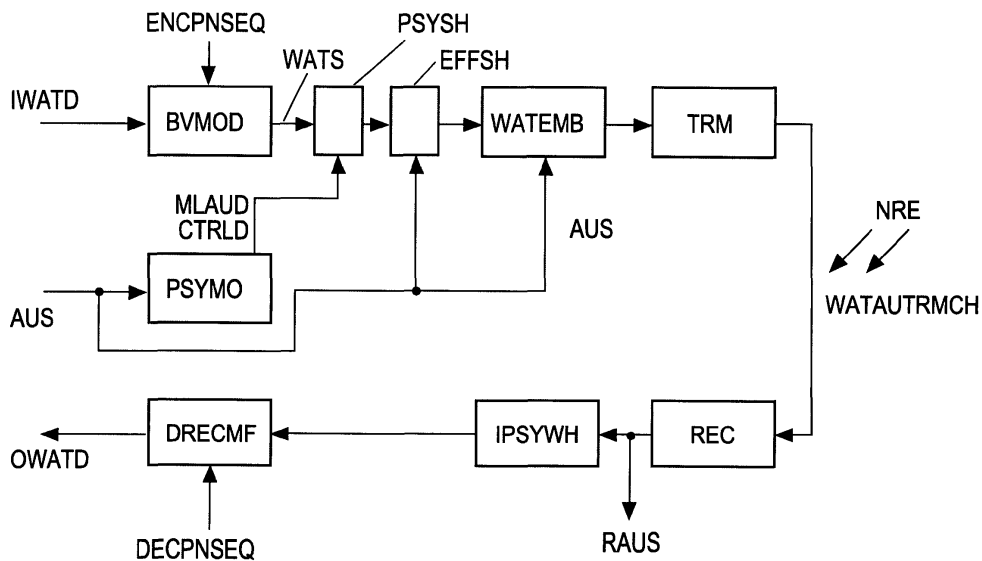 ENCPNSEQ
PSYSH
WATS
EFFSH
IWATD
BVMOD
WATEMB
TRM
MLAUD
CTRLD
AUS
NRE
PSYMO
AUS
WATAUTRMCH
DRECMF
IPSYWH
REC
OWATD
DECPNSEQ
RAUS